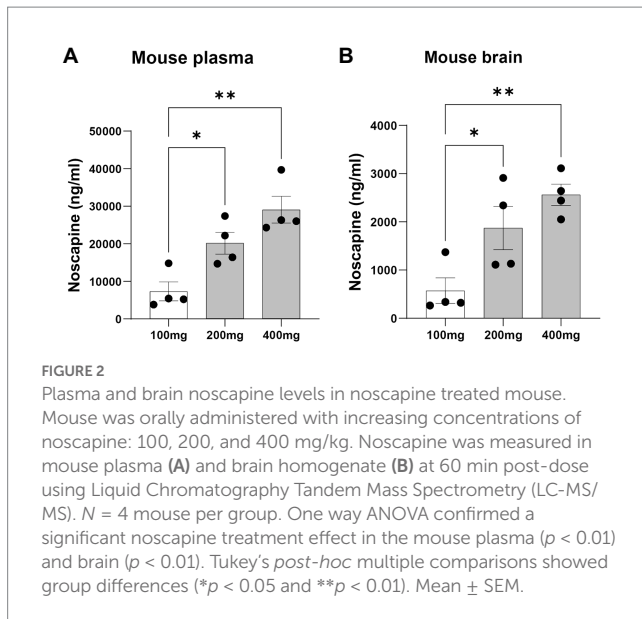 A Mouse plasma
**
*
Noscapine (ng/ml)
50000
40000
30000
20000
10000
0
100mg 200mg 400mg
B Mouse brain
**
*
Noscapine (ng/ml)
4000
3000
2000
1000
0
100mg 200mg 400mg
FIGURE 2
Plasma and brain noscapine levels in noscapine treated mouse.
Mouse was orally administered with increasing concentrations of
noscapine: 100, 200, and 400 mg/kg. Noscapine was measured in
mouse plasma (A) and brain homogenate (B) at 60 min post-dose
using Liquid Chromatography Tandem Mass Spectrometry (LC-MS/
MS). N = 4 mouse per group. One way ANOVA confirmed a
significant noscapine treatment effect in the mouse plasma (p < 0.01)
and brain (p < 0.01). Tukey's post-hoc multiple comparisons showed
group differences (*p < 0.05 and **p < 0.01). Mean ± SEM.